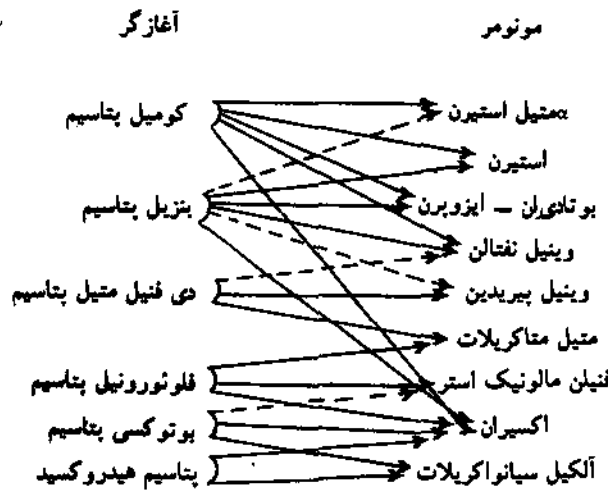 مونومر
αمتیل استیرن
استیرن
بوتادی‌ان – ایزوپرن
وینیل نفتالن
وینیل پیریدین
متیل متاکریلات
فنیلن مالونیک استر
اکسیران
آلکیل سیانواکریلات
آغازگر
کومیل پتاسیم
بنزیل پتاسیم
دی فنیل متیل پتاسیم
فلوئورونیل پتاسیم
بوتوکسی پتاسیم
پتاسیم هیدروکسید